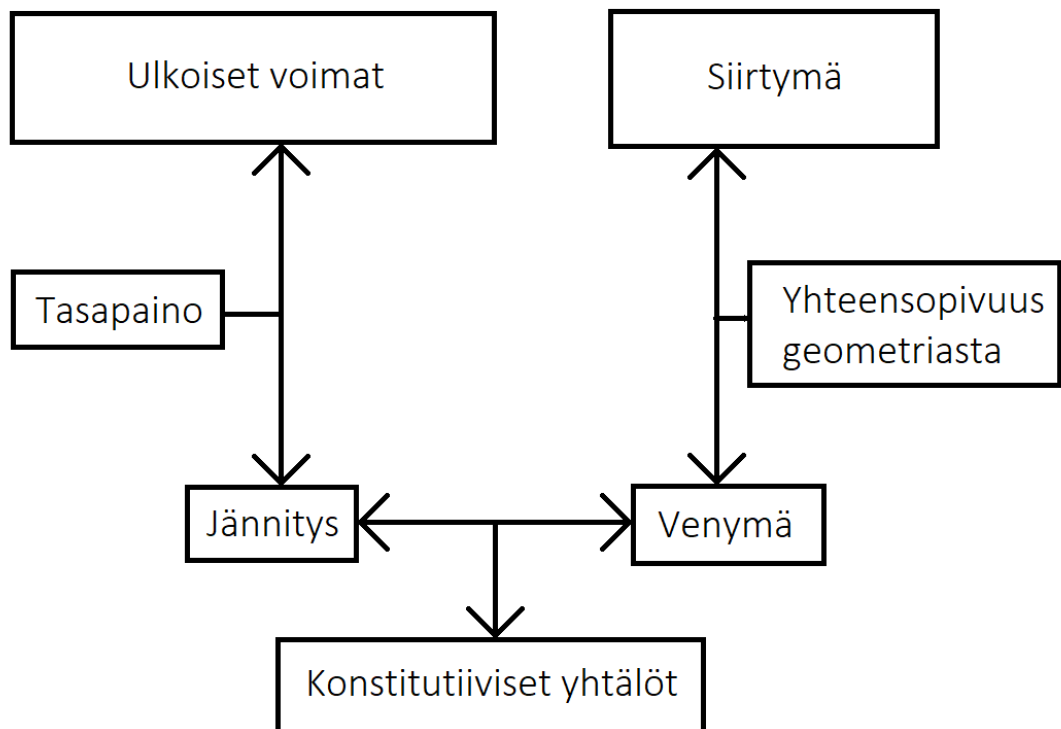 Ulkoiset voimat
Siirtymä
Tasapaino
Yhteensopivuus
geometriasta
Jännitys
Venymä
Konstitutiiviset yhtälöt